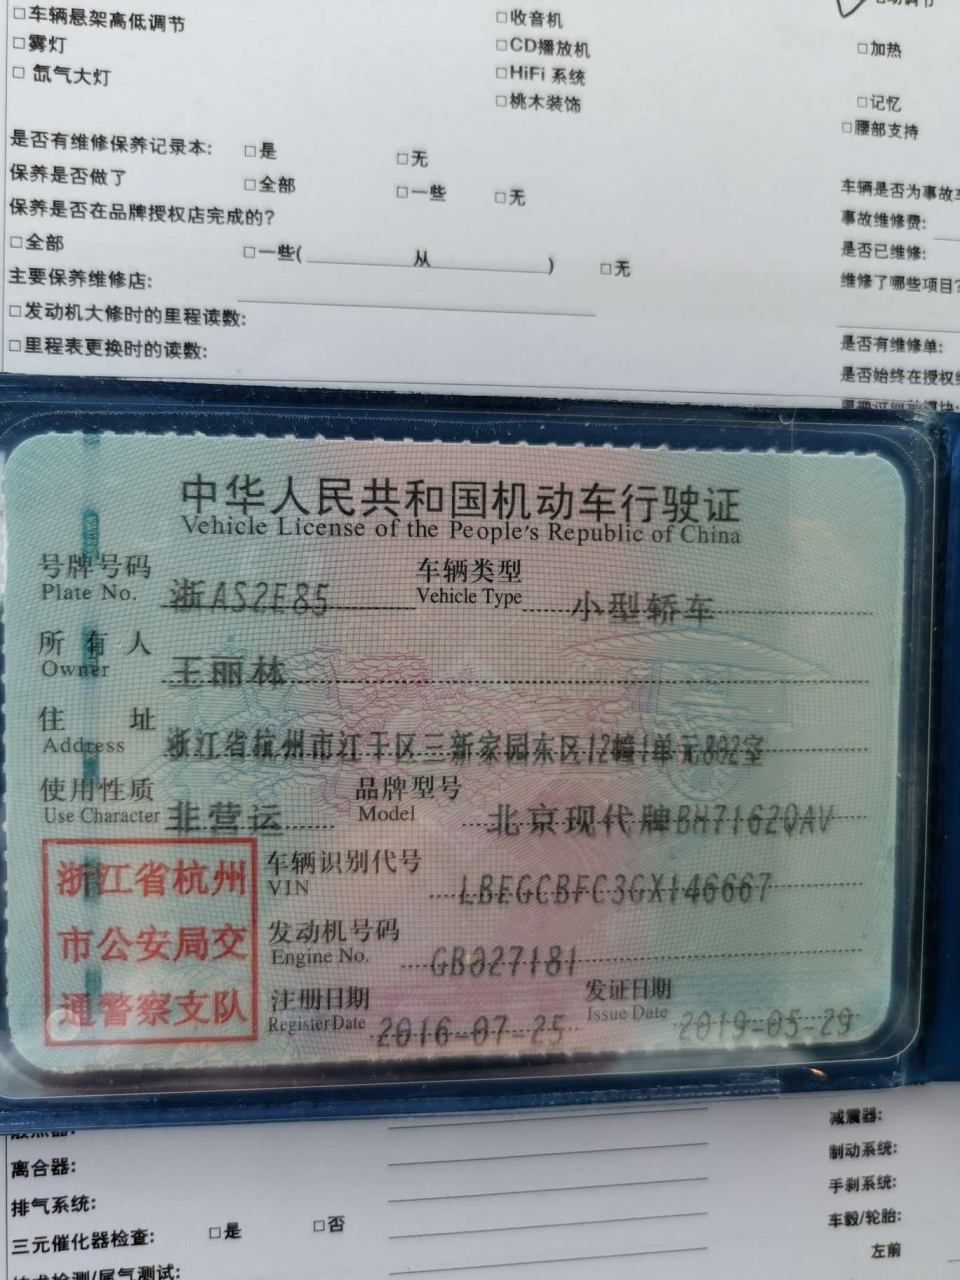 □车辆悬架高低调节
□雾灯
□ 氙气大灯
□收音机
□CD播放机
□HiFi 系统
□桃木装饰
□加热
□记忆
□腰部支持
是否有维修保养记录本: □是 □无
保养是否做了 □全部 □一些 □无
保养是否在品牌授权店完成的?
□全部 □一些( 从 ) □无
主要保养维修店:
□发动机大修时的里程读数:
□里程表更换时的读数:
车辆是否为事故车
事故维修费:
是否已维修:
维修了哪些项目?
是否有维修单:
是否始终在授权
中华人民共和国机动车行驶证
Vehicle License of the People's Republic of China
号牌号码 浙AS2E85 车辆类型 小型轿车
Plate No. Vehicle Type
所有人 王丽林
Owner
住址 浙江省杭州市江干区三新家园东区12幢1单元802室
Address
使用性质 非营运 品牌型号 北京现代牌BH7162QAV
Use Character Model
浙江省杭州
市公安局交
通警察支队
车辆识别代号 LBEGCBFC3GX146667
VIN
发动机号码 GB027181
Engine No.
注册日期 2016-07-25 发证日期 2019-05-29
Register Date Issue Date
离合器:
排气系统:
三元催化器检查: □是 □否
减震器:
制动系统:
手刹系统:
车毂/轮胎:
左前